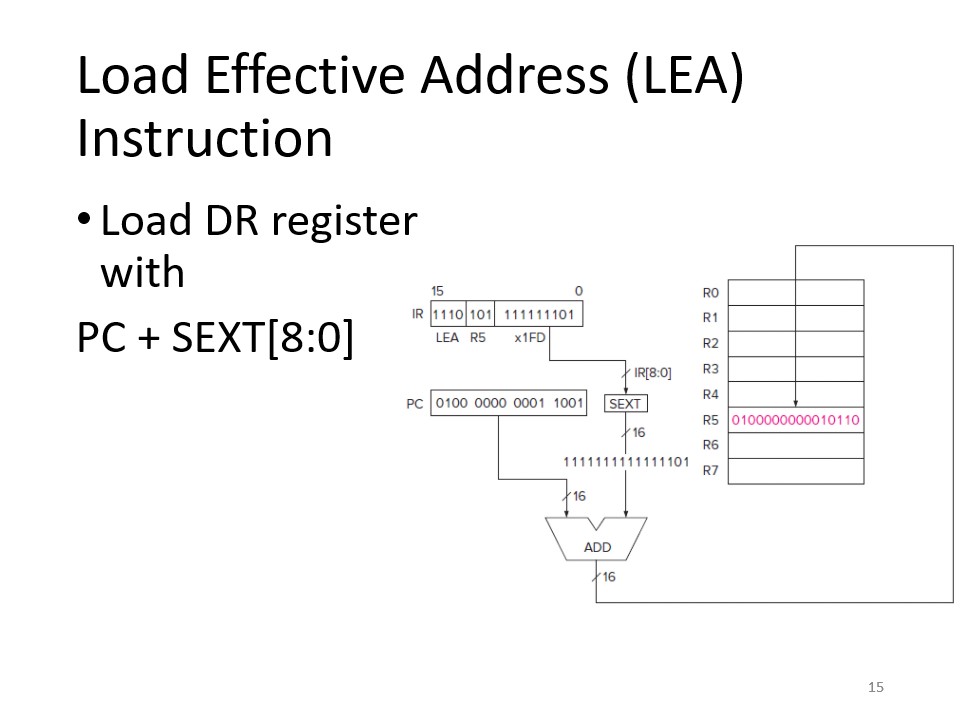 Load Effective Address (LEA)
Instruction
• Load DR register
with
PC + SEXT[8:0]
15 0
IR 1110 101 111111101
LEA R5 x1FD
IR[8:0]
PC 0100 0000 0001 1001
SEXT
16
1111111111111101
16
ADD
16
R0
R1
R2
R3
R4
R5 0100000000010110
R6
R7
15